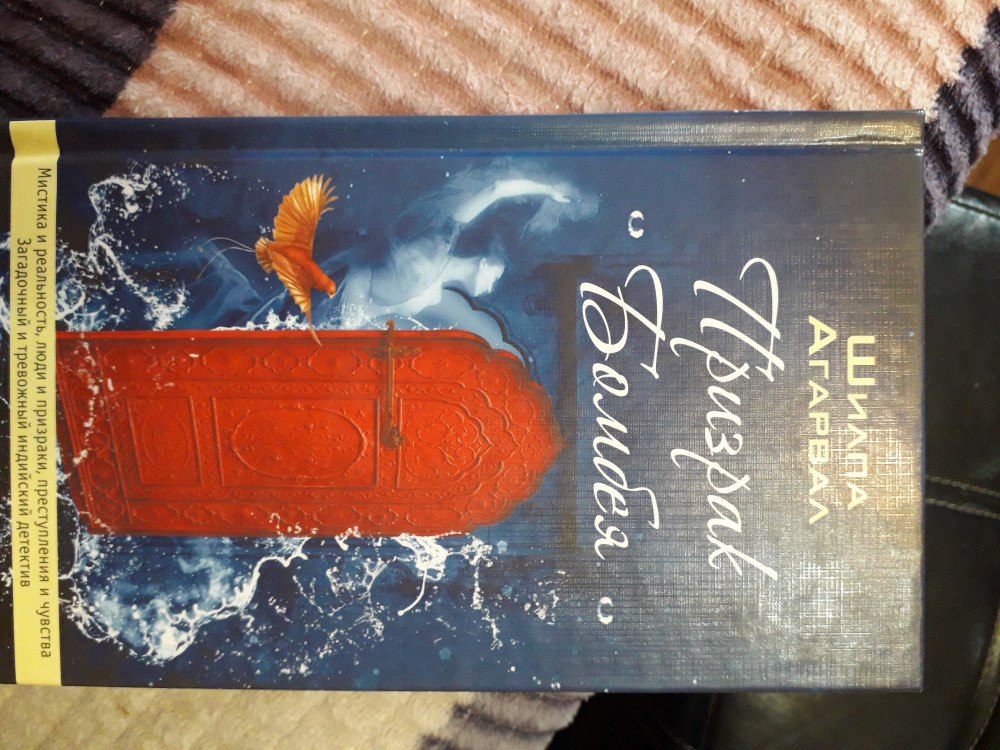 ШИЛПА
АГАРВАЛ
Призрак
Бомбея
Мистика и реальность, люди и призраки, преступления и чувства
Загадочный и тревожный индийский детектив